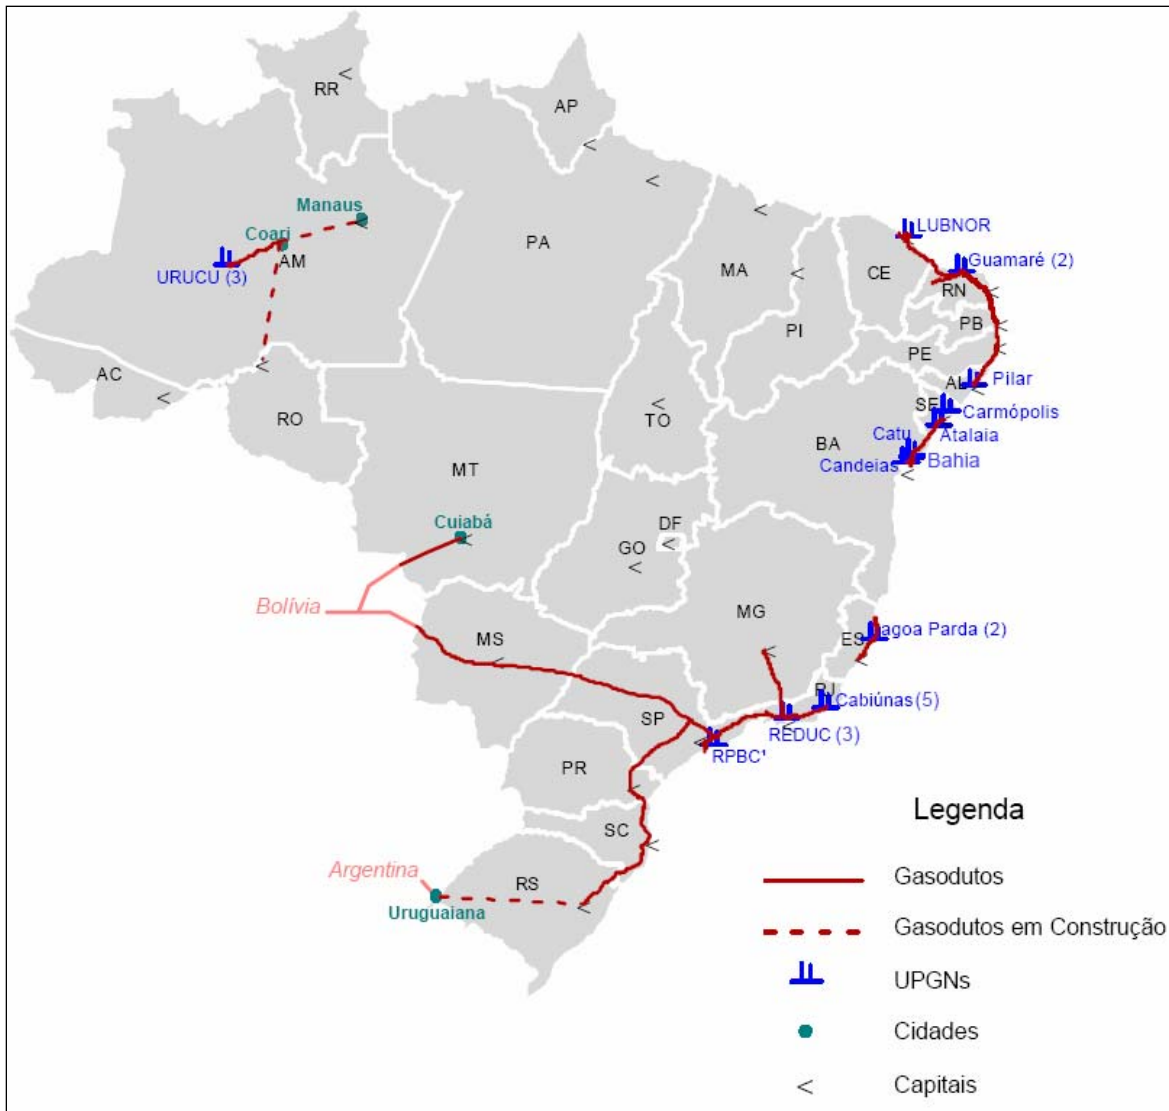 RR
AP
Manaus
Coari
AM
URUCU (3)
PA
MA
CE
LUBNOR
Guamaré (2)
RN
PB
PI
PE
AL
Pilar
SE
Carmópolis
Atalaia
Catu
Candeias
Bahia
BA
AC
RO
TO
MT
Cuiabá
DF
GO
Bolívia
MS
MG
ES
agoa Parda (2)
RJ
Cabiúnas (5)
REDUC (3)
SP
RPBC¹
PR
SC
Argentina
RS
Uruguaiana
Legenda
Gasodutos
Gasodutos em Construção
UPGNs
Cidades
Capitais